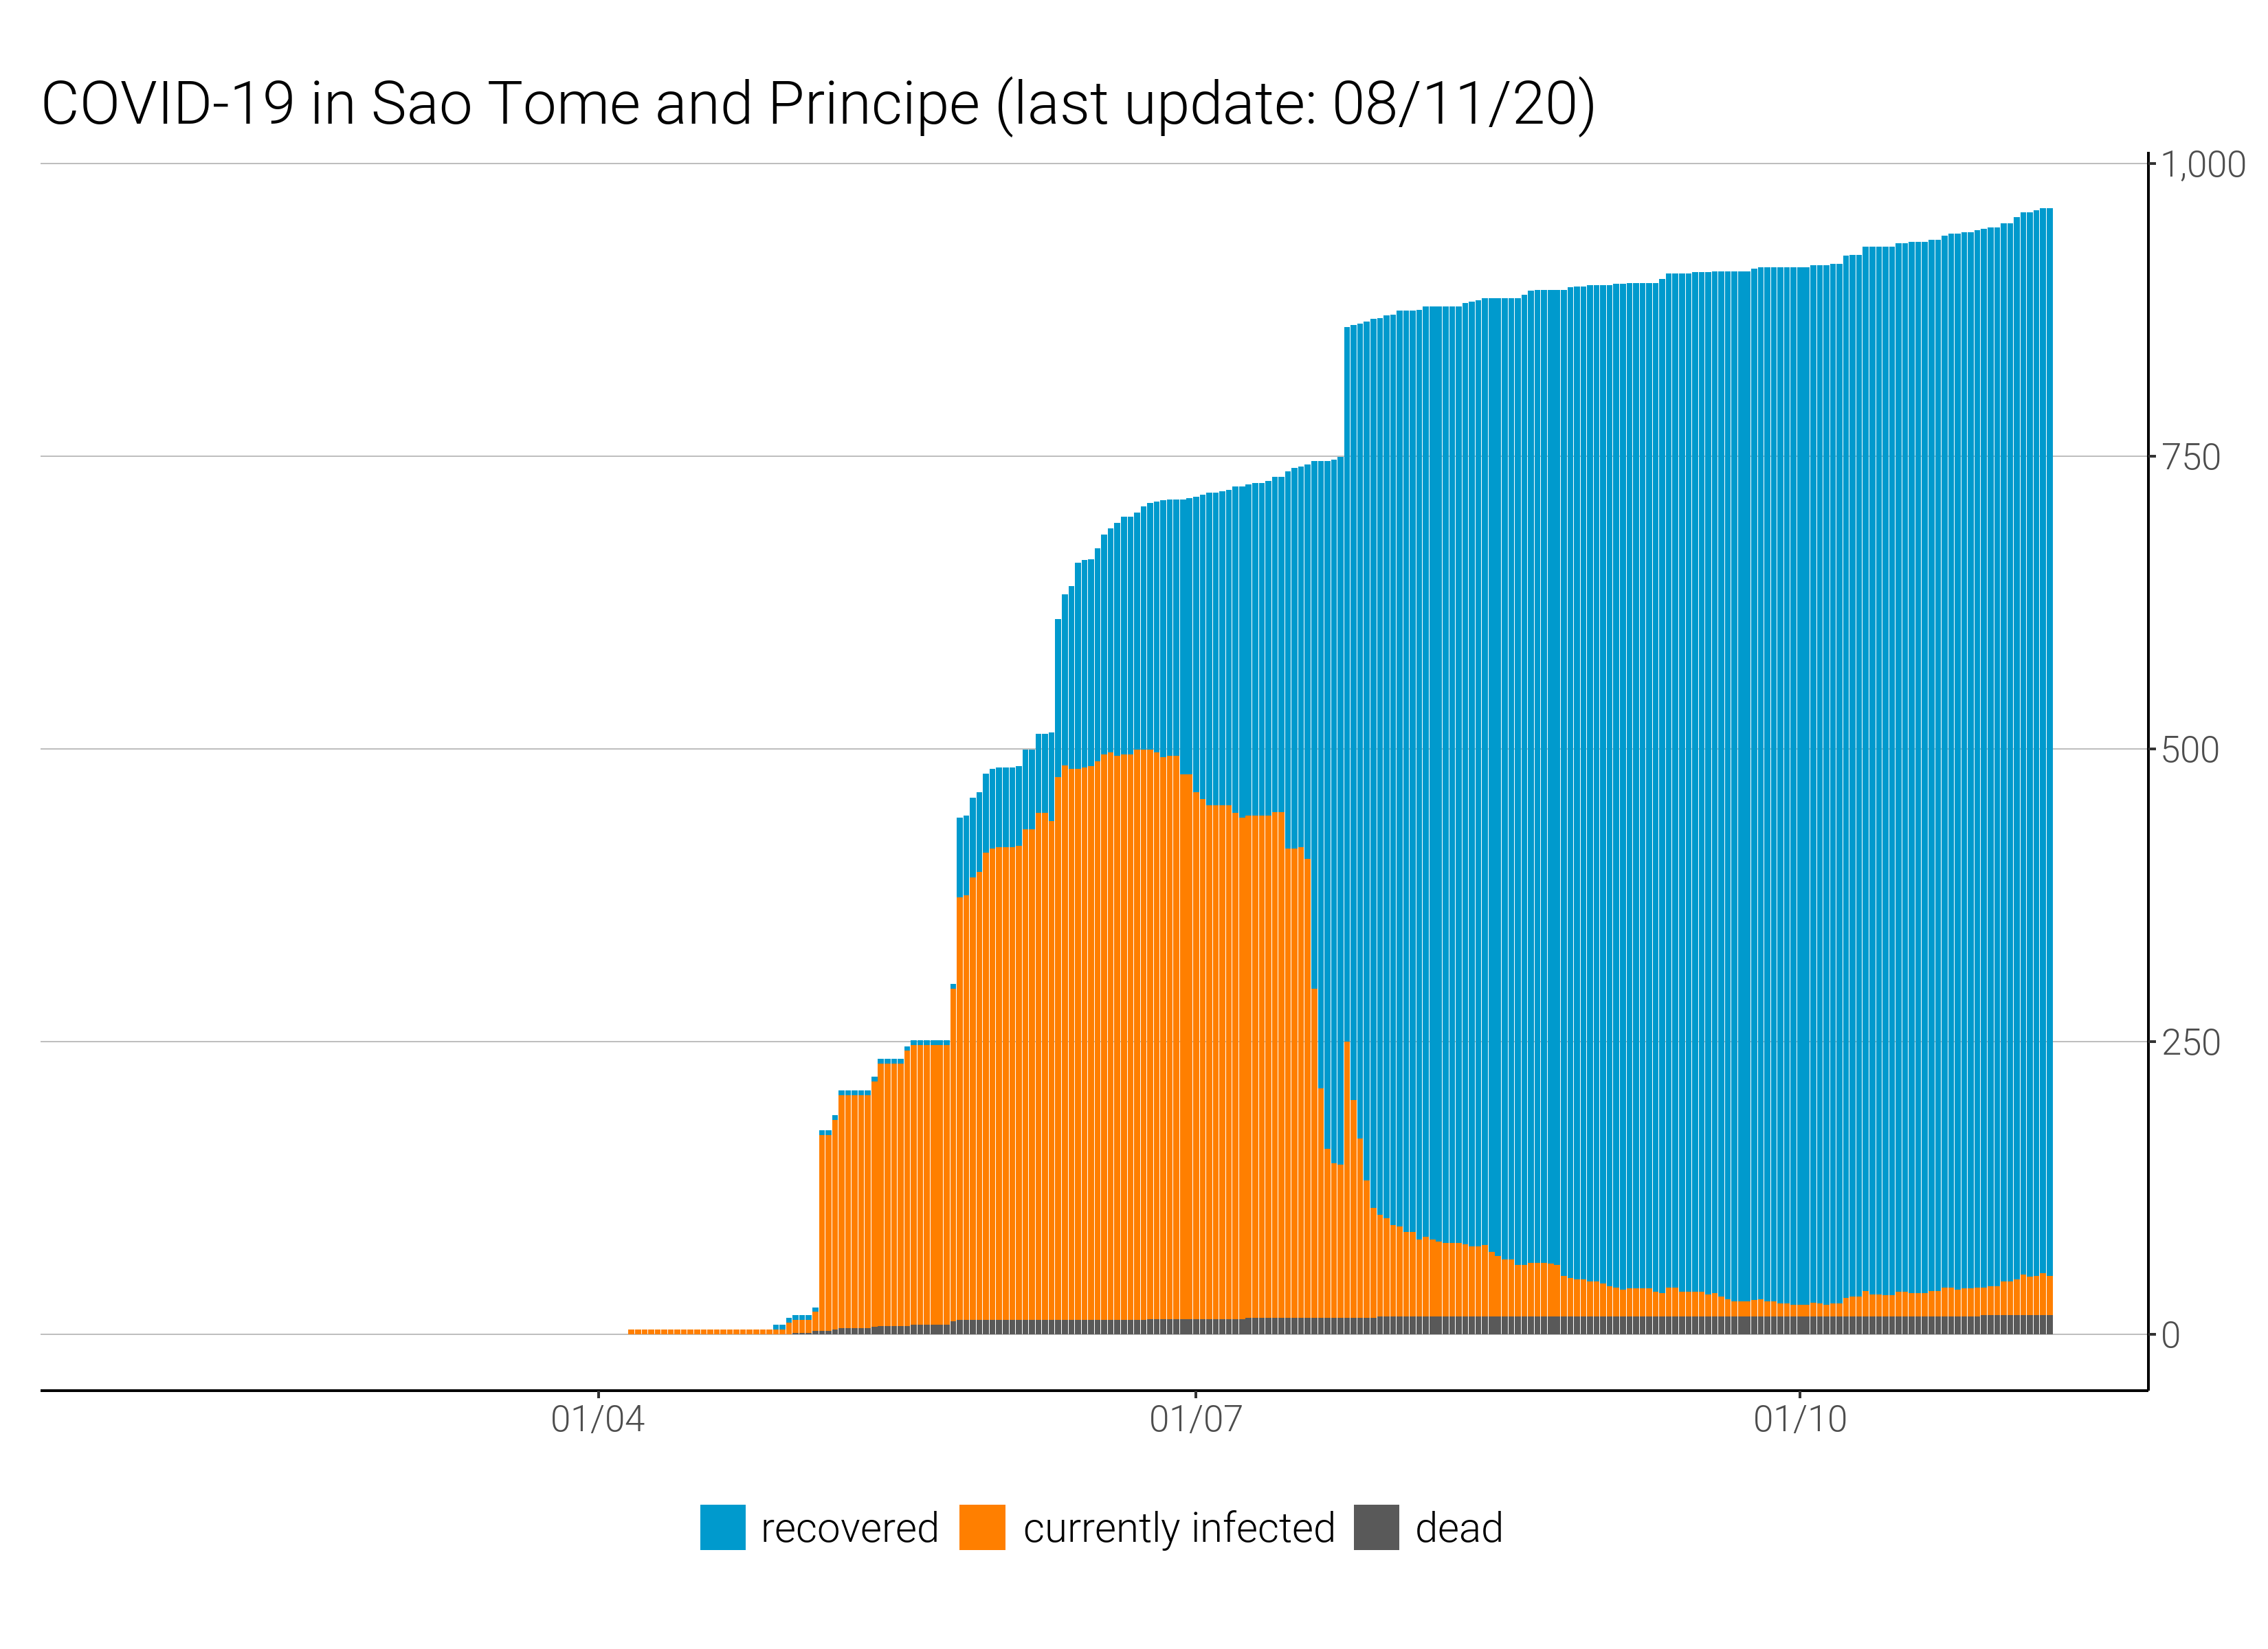 COVID-19 in Sao Tome and Principe (last update: 08/11/20)
1,000
750
500
250
0
01/04 01/07 01/10
recovered currently infected dead